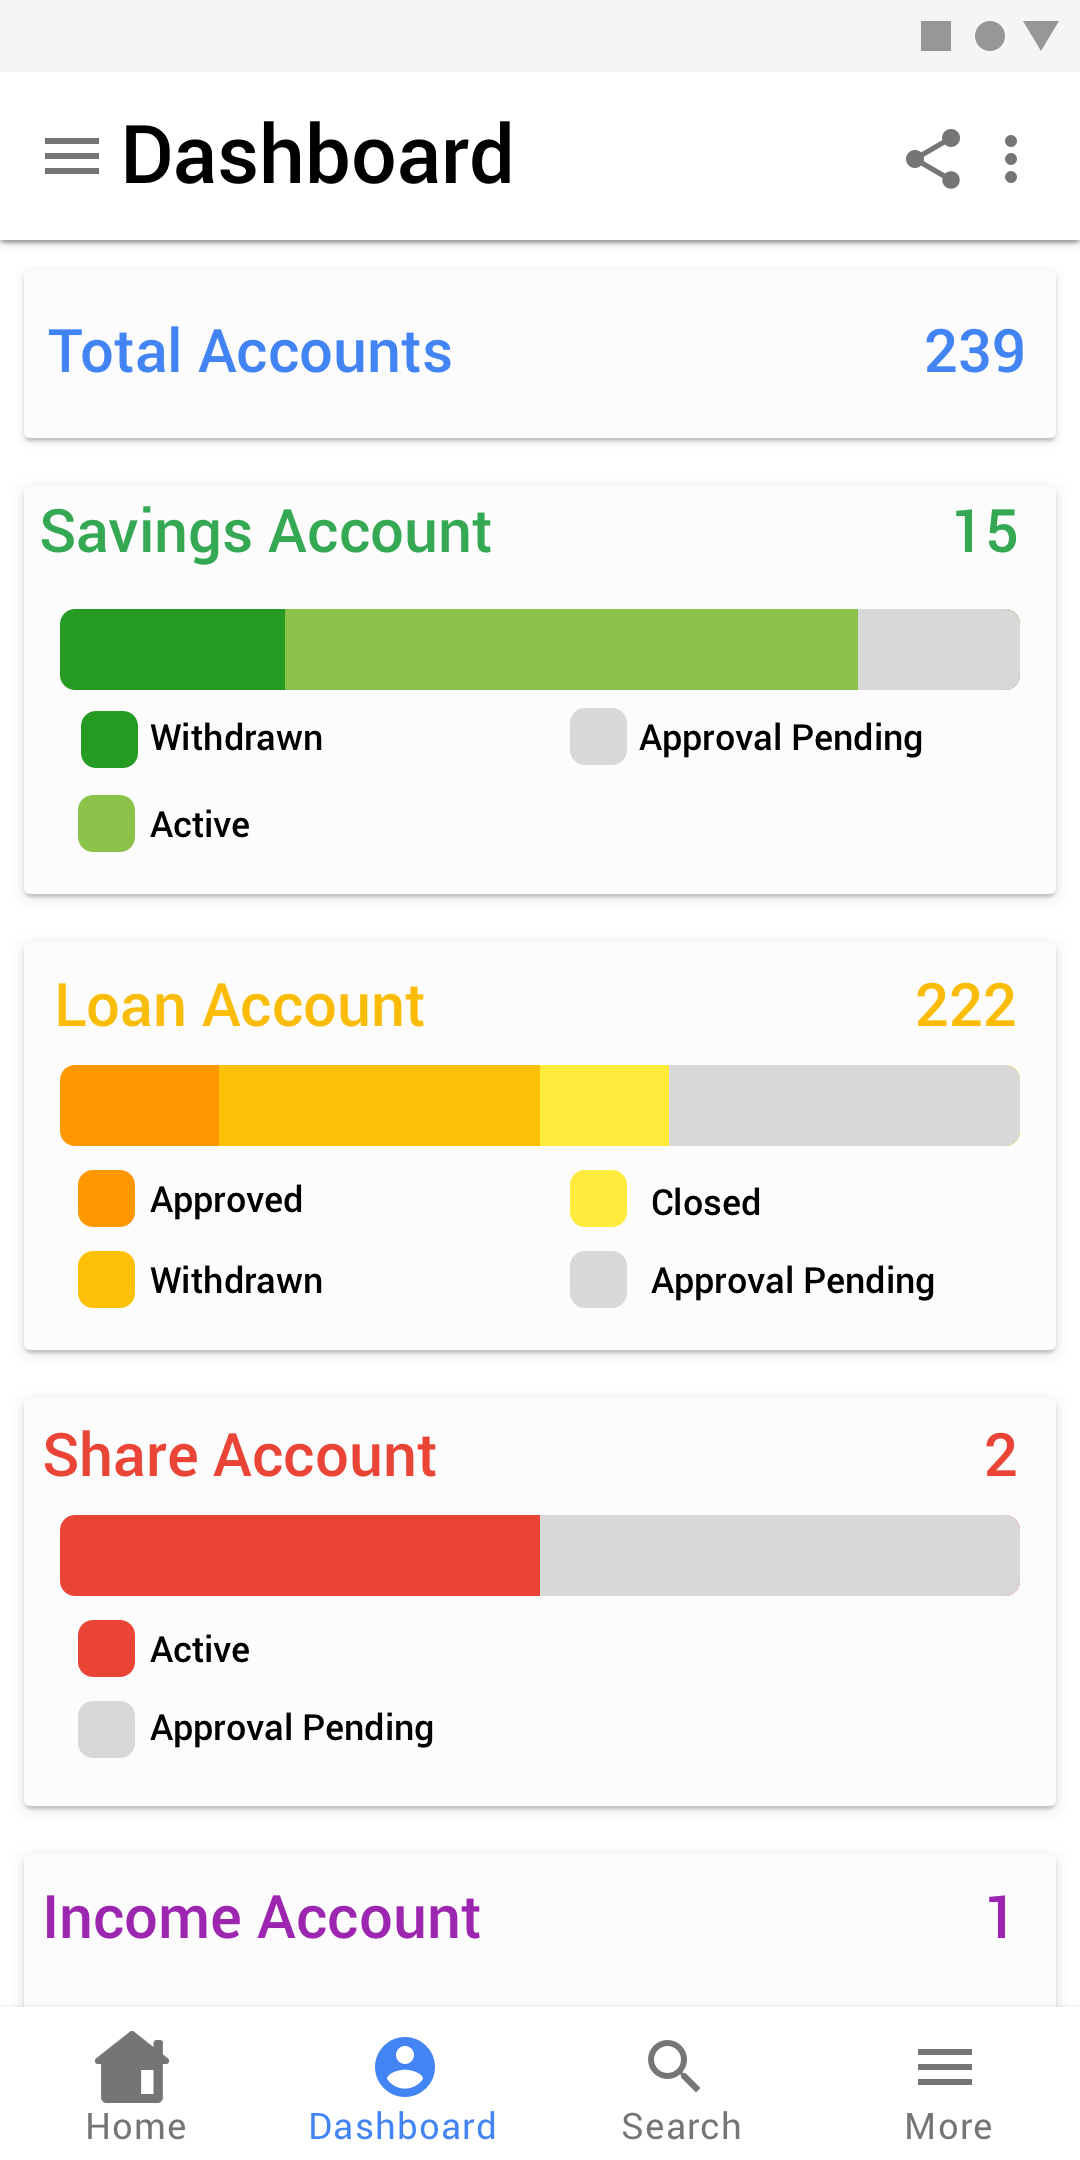 Dashboard
Total Accounts 239
Savings Account 15
Withdrawn Approval Pending
Active
Loan Account 222
Approved Closed
Withdrawn Approval Pending
Share Account 2
Active
Approval Pending
Income Account 1
Home Dashboard Search More